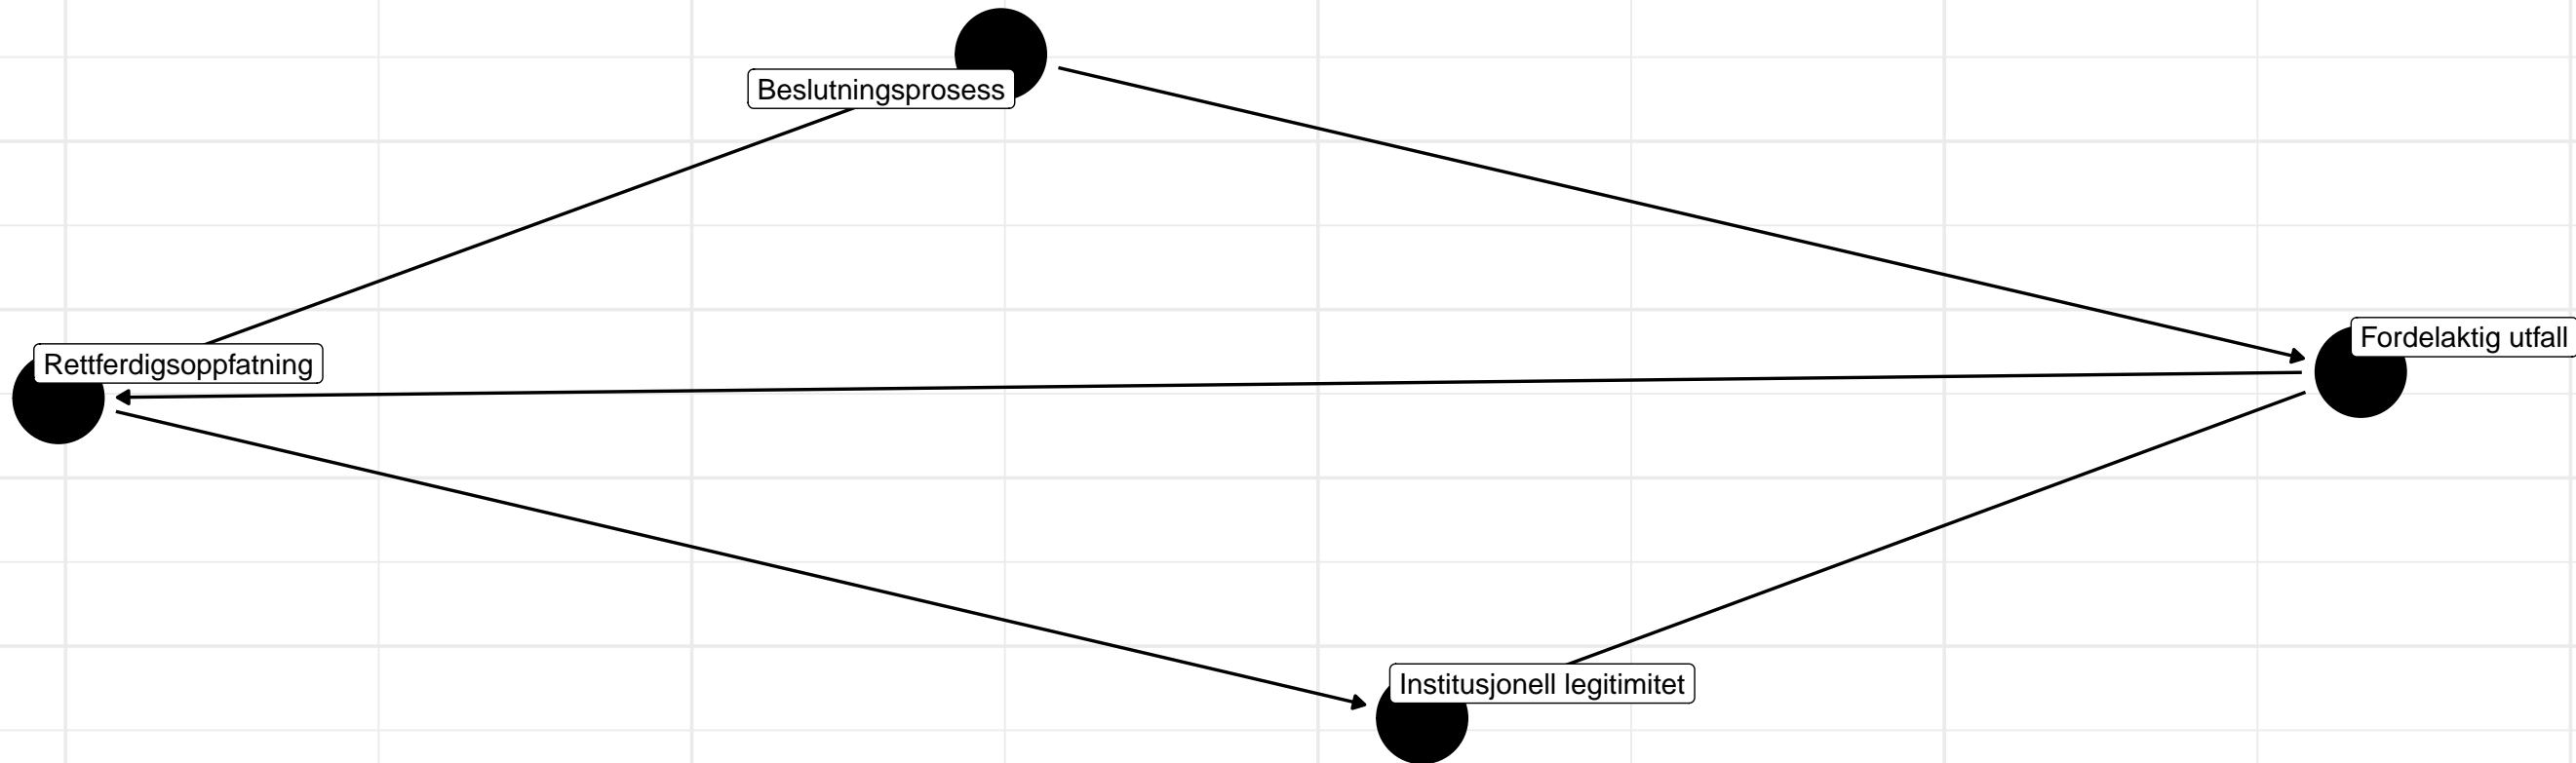 Beslutningsprosess
Fordelaktig utfall
Rettferdigsoppfatning
Institusjonell legitimitet